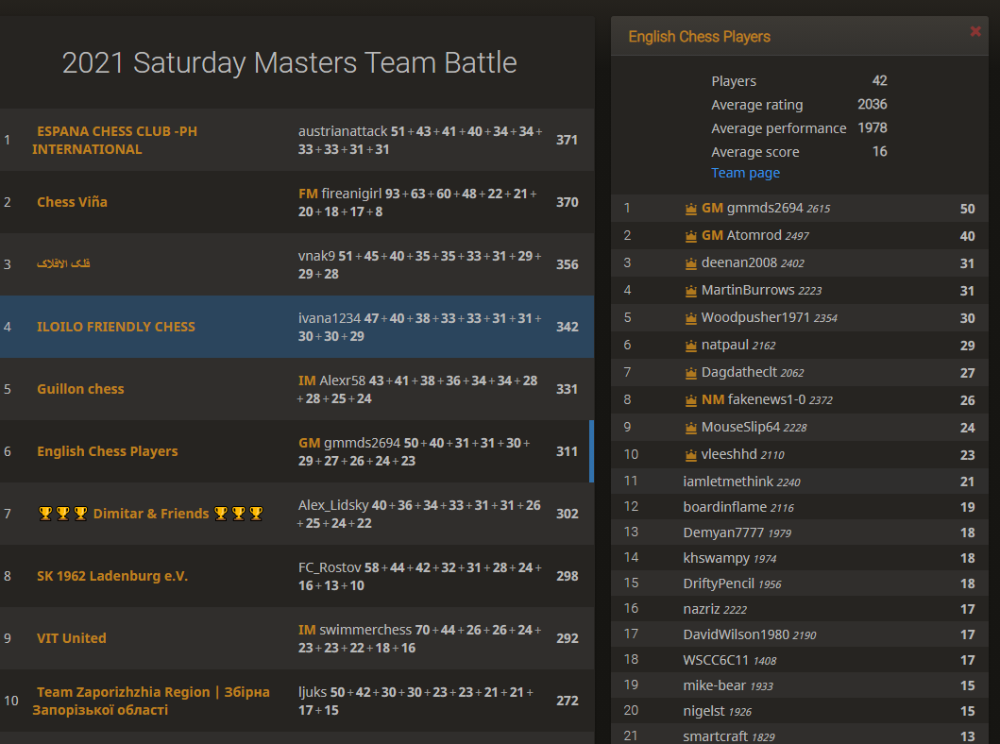 2021 Saturday Masters Team Battle
1 ESPANA CHESS CLUB -PH INTERNATIONAL austrianattack 51+43+41+40+34+34+ 371
33+33+31+31
2 Chess Viña FM fireanigirl 93+63+60+48+22+21+ 370
20+18+17+8
3 فلک الافلاک vnak9 51+45+40+35+35+33+31+29+ 356
29+28
4 ILOILO FRIENDLY CHESS ivana1234 47+40+38+33+33+31+31+ 342
30+30+29
5 Guillon chess IM Alexr58 43+41+38+36+34+34+28 331
+28+25+24
6 English Chess Players GM gmmds2694 50+40+31+31+30+ 311
29+27+26+24+23
7 🏆🏆🏆 Dimitar & Friends 🏆🏆🏆 Alex_Lidsky 40+36+34+33+31+31+26 302
+25+24+22
8 SK 1962 Ladenburg e.V. FC_Rostov 58+44+42+32+31+28+24+ 298
16+13+10
9 VIT United IM swimmerchess 70+44+26+26+24+ 292
23+23+22+18+16
10 Team Zaporizhzhia Region | Збірна Запорізької області ljuks 50+42+30+30+23+23+21+21+ 272
17+15
English Chess Players
Players 42
Average rating 2036
Average performance 1978
Average score 16
Team page
1 GM gmmds2694 2615 50
2 GM Atomrod 2497 40
3 deenan2008 2402 31
4 MartinBurrows 2223 31
5 Woodpusher1971 2354 30
6 natpaul 2162 29
7 Dagdatheclt 2062 27
8 NM fakenews1-0 2372 26
9 MouseSlip64 2228 24
10 vleeshhd 2110 23
11 iamletmethink 2240 21
12 boardinflame 2116 19
13 Demyan7777 1979 18
14 khswampy 1974 18
15 DriftyPencil 1956 18
16 nazriz 2222 17
17 DavidWilson1980 2190 17
18 WSCC6C11 1408 17
19 mike-bear 1933 15
20 nigelst 1926 15
21 smartcraft 1829 13